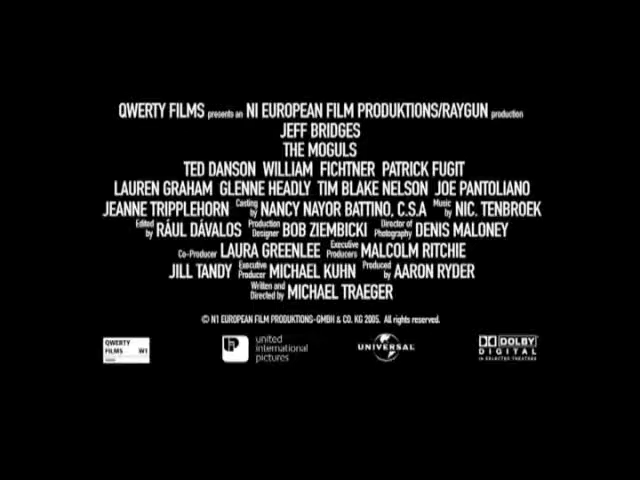 QWERTY FILMS presents an N1 EUROPEAN FILM PRODUKTIONS/RAYGUN production
JEFF BRIDGES
THE MOGULS
TED DANSON WILLIAM FICHTNER PATRICK FUGIT
LAUREN GRAHAM GLENNE HEADLY TIM BLAKE NELSON JOE PANTOLIANO
JEANNE TRIPPLEHORN Casting by NANCY NAYOR BATTINO, C.S.A Music by NIC. TENBROEK
Edited by RÁUL DÁVALOS Production Designer BOB ZIEMBICKI Director of Photography DENIS MALONEY
Co-Producer LAURA GREENLEE Executive Producers MALCOLM RITCHIE
JILL TANDY Executive Producer MICHAEL KUHN Produced by AARON RYDER
Written and Directed by MICHAEL TRAEGER
© N1 EUROPEAN FILM PRODUKTIONS-GMBH & CO. KG 2005. All rights reserved.
QWERTY FILMS W1
united international pictures
UNIVERSAL
DOLBY DIGITAL IN SELECTED THEATRES